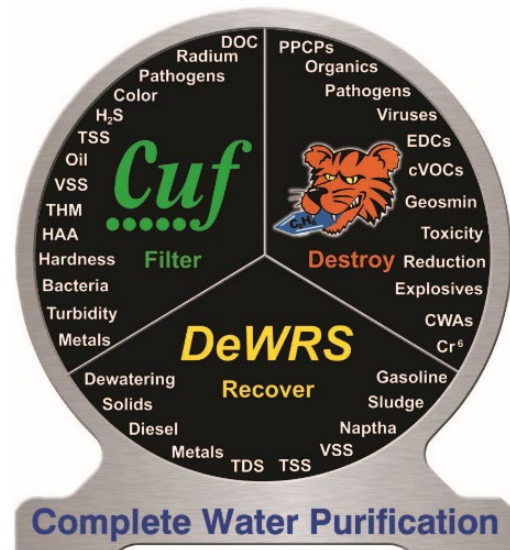 DOC
Radium
Pathogens
Color
H₂S
TSS
Oil
VSS
THM
HAA
Hardness
Bacteria
Turbidity
Metals
Cuf
Filter
PPCPs
Organics
Pathogens
Viruses
EDCs
cVOCs
Geosmin
Toxicity
Reduction
Explosives
CWAs
Cr⁶
Destroy
DeWRS
Recover
Dewatering
Solids
Diesel
Metals
TDS
TSS
VSS
Naptha
Sludge
Gasoline
Complete Water Purification